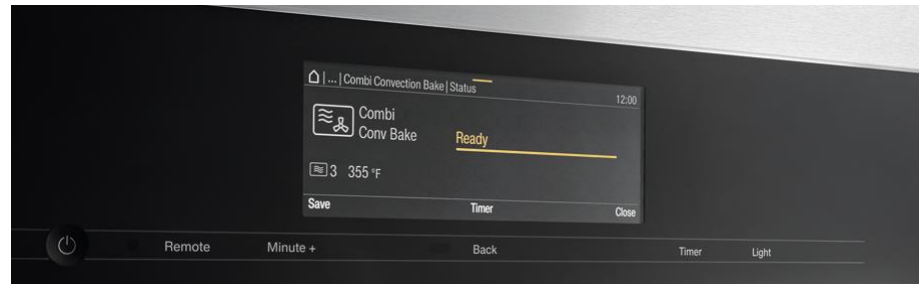 | ... | Combi Convection Bake | Status
12:00
Combi
Conv Bake
Ready
3 355 °F
Save Timer Close
Remote Minute + Back Timer Light